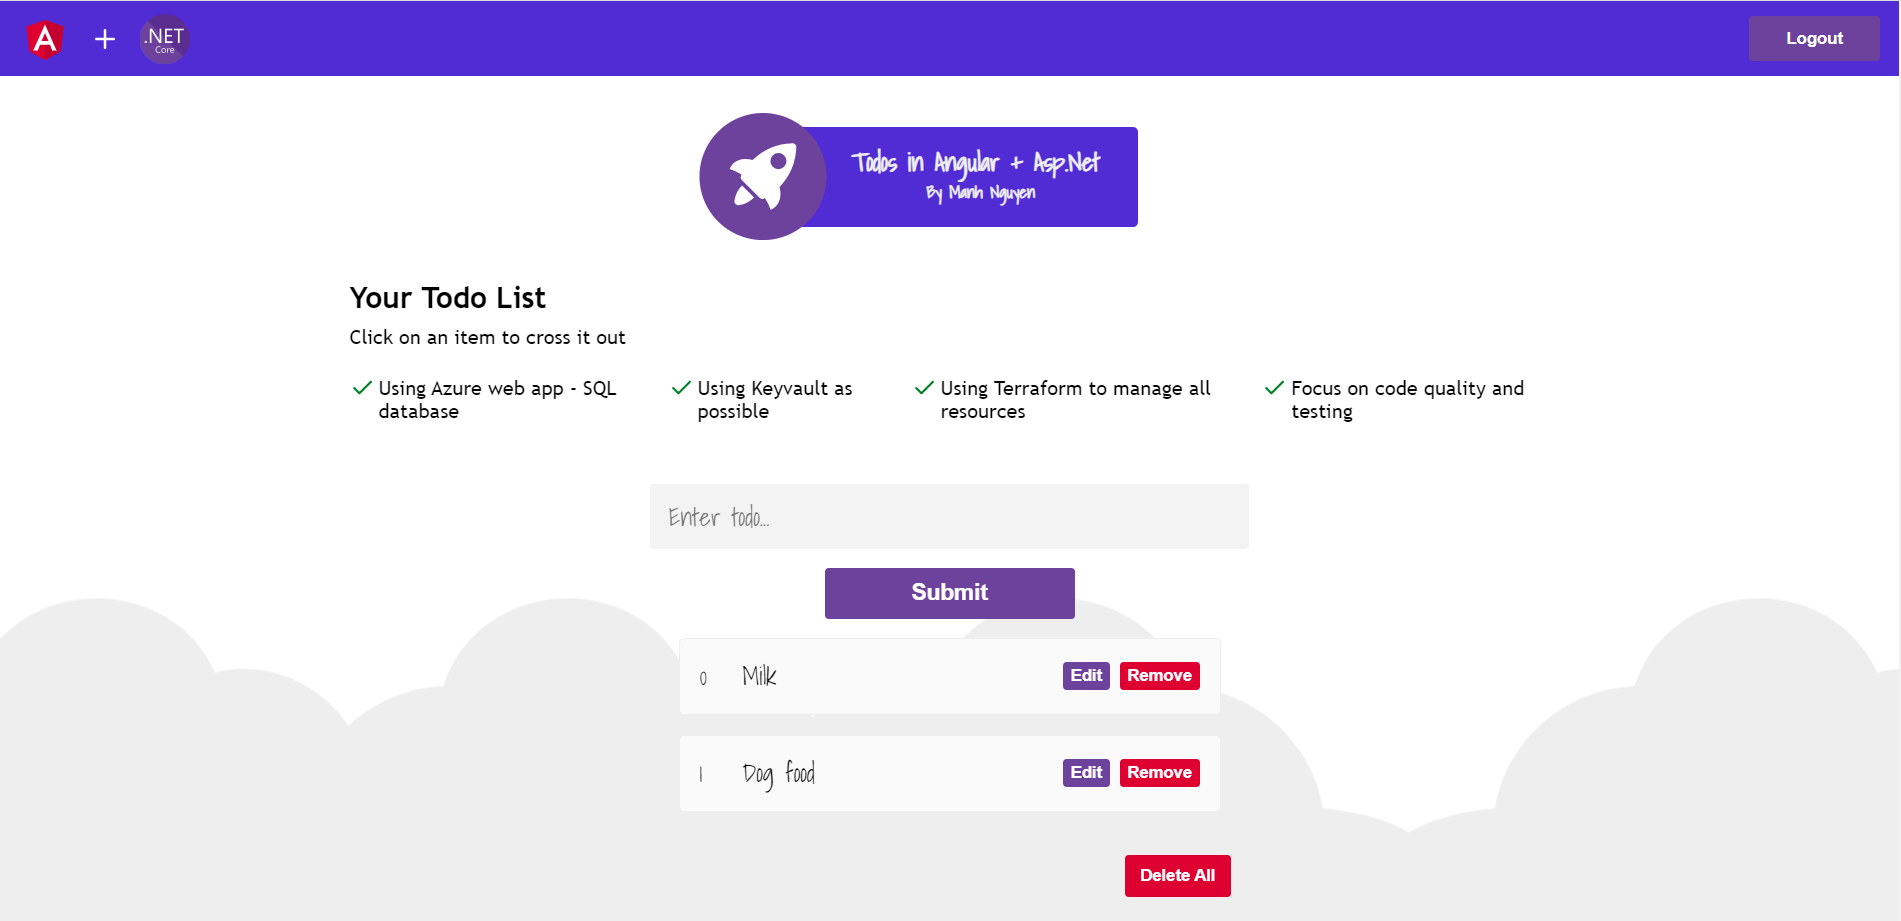 .NET
Core
Logout
Todos in Angular + Asp.Net
By Manh Nguyen
Your Todo List
Click on an item to cross it out
Using Azure web app - SQL
database
Using Keyvault as
possible
Using Terraform to manage all
resources
Focus on code quality and
testing
Enter todo...
Submit
0 Milk Edit Remove
1 Dog food Edit Remove
Delete All